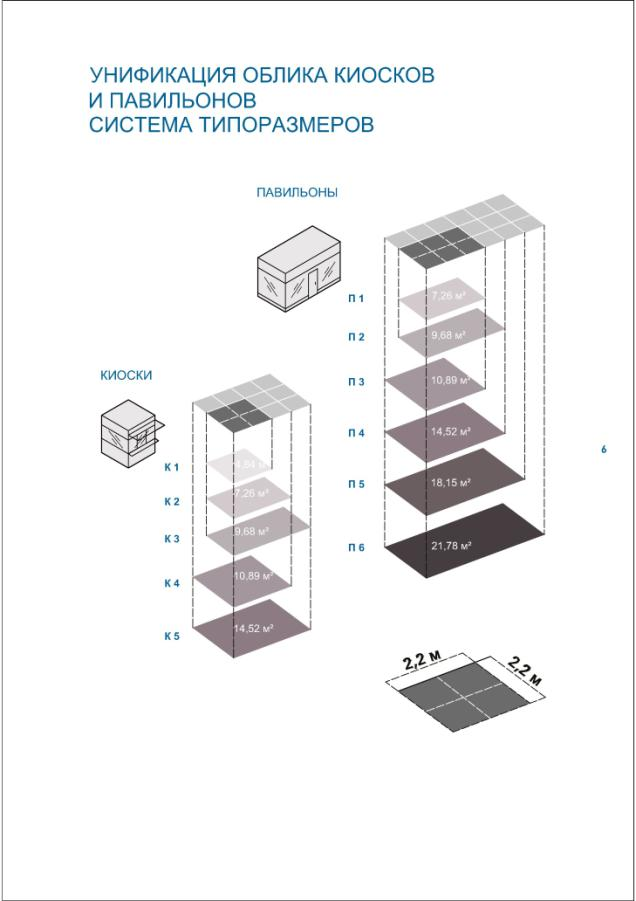 УНИФИКАЦИЯ ОБЛИКА КИОСКОВ
И ПАВИЛЬОНОВ
СИСТЕМА ТИПОРАЗМЕРОВ
ПАВИЛЬОНЫ
П 1
7,26 м²
П 2
9,68 м²
П 3
10,89 м²
П 4
14,52 м²
П 5
18,15 м²
П 6
21,78 м²
КИОСКИ
К 1
4,84 м²
К 2
7,26 м²
К 3
9,68 м²
К 4
10,89 м²
К 5
14,52 м²
6
2,2 м
2,2 м